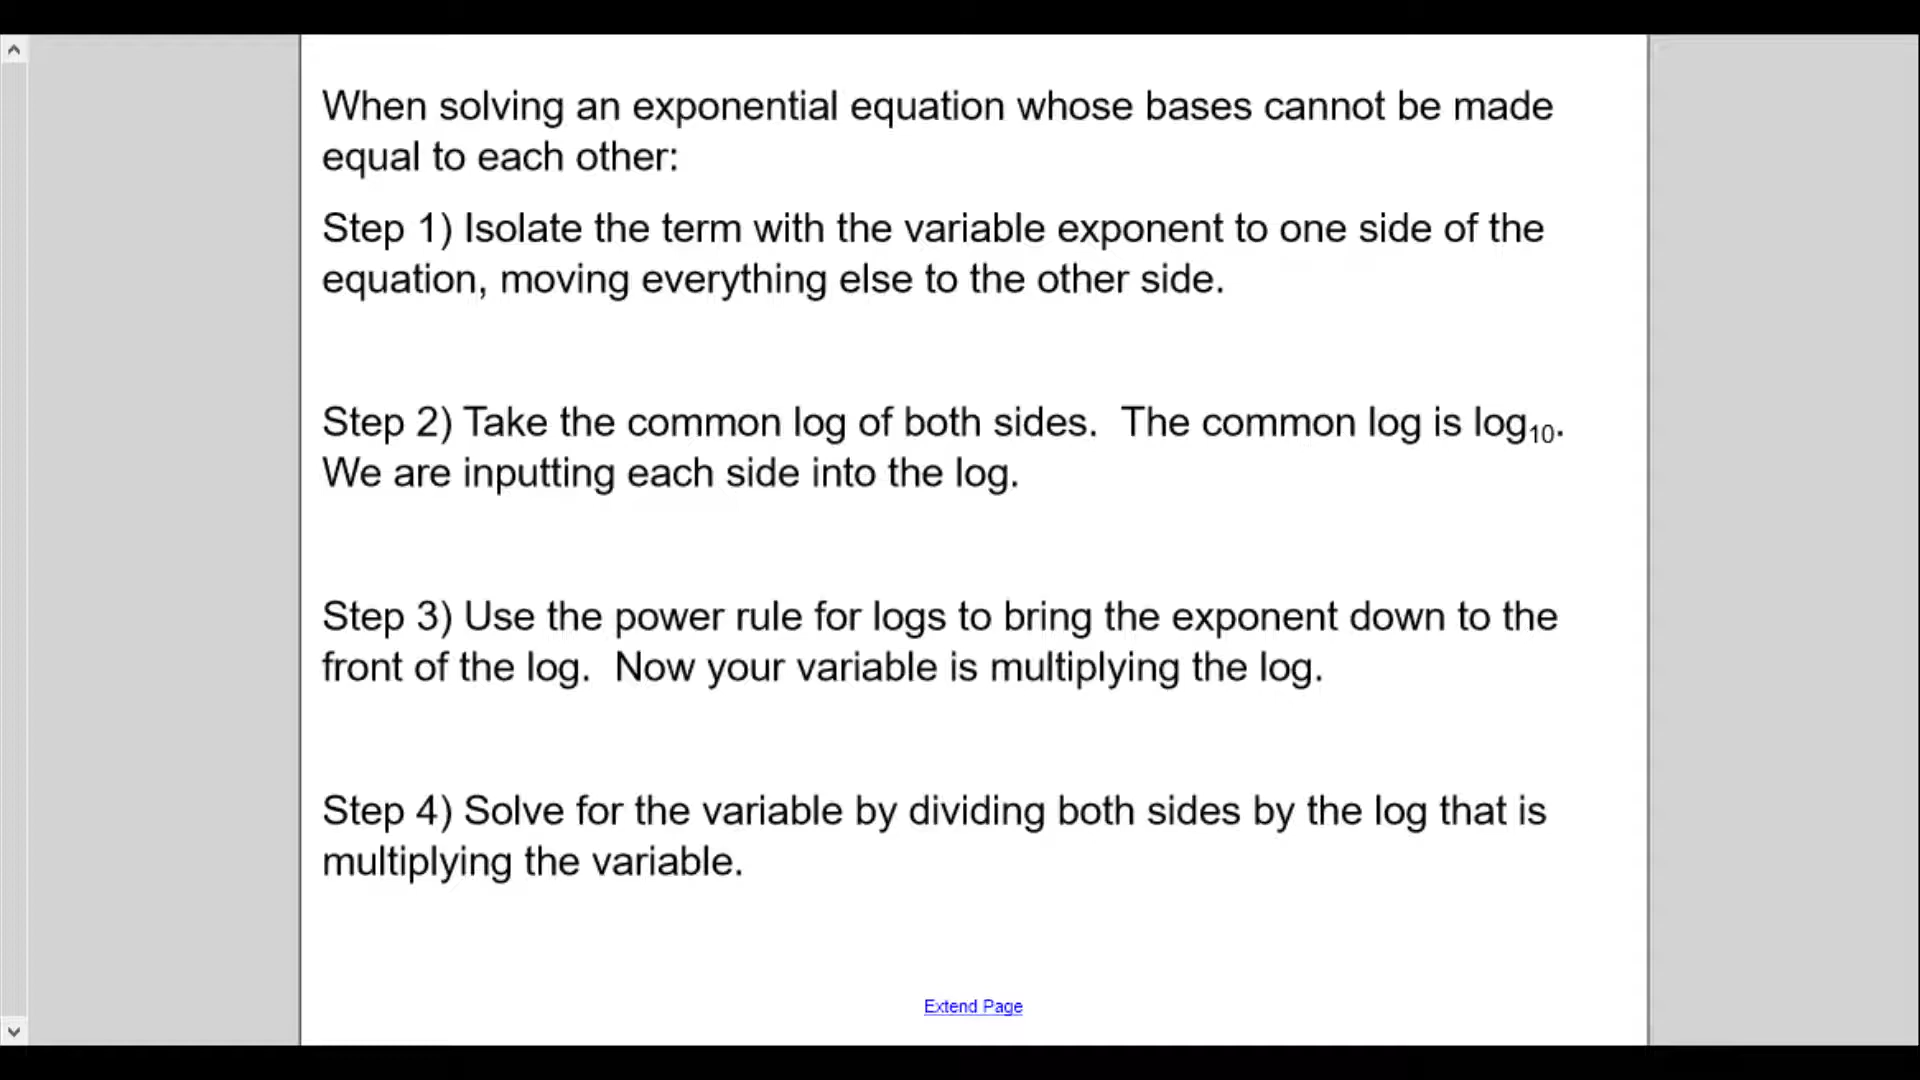 When solving an exponential equation whose bases cannot be made
equal to each other:
Step 1) Isolate the term with the variable exponent to one side of the
equation, moving everything else to the other side.
Step 2) Take the common log of both sides.  The common log is log₁₀.
We are inputting each side into the log.
Step 3) Use the power rule for logs to bring the exponent down to the
front of the log.  Now your variable is multiplying the log.
Step 4) Solve for the variable by dividing both sides by the log that is
multiplying the variable.
Extend Page